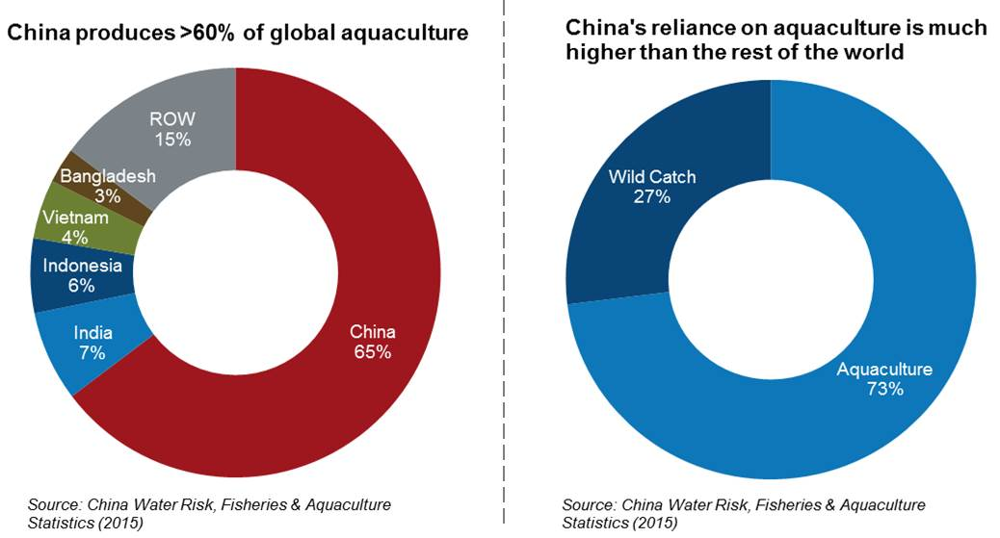 China produces >60% of global aquaculture
ROW
15%
Bangladesh
3%
Vietnam
4%
Indonesia
6%
India
7%
China
65%
Source: China Water Risk, Fisheries & Aquaculture
Statistics (2015)
China's reliance on aquaculture is much
higher than the rest of the world
Wild Catch
27%
Aquaculture
73%
Source: China Water Risk, Fisheries & Aquaculture
Statistics (2015)